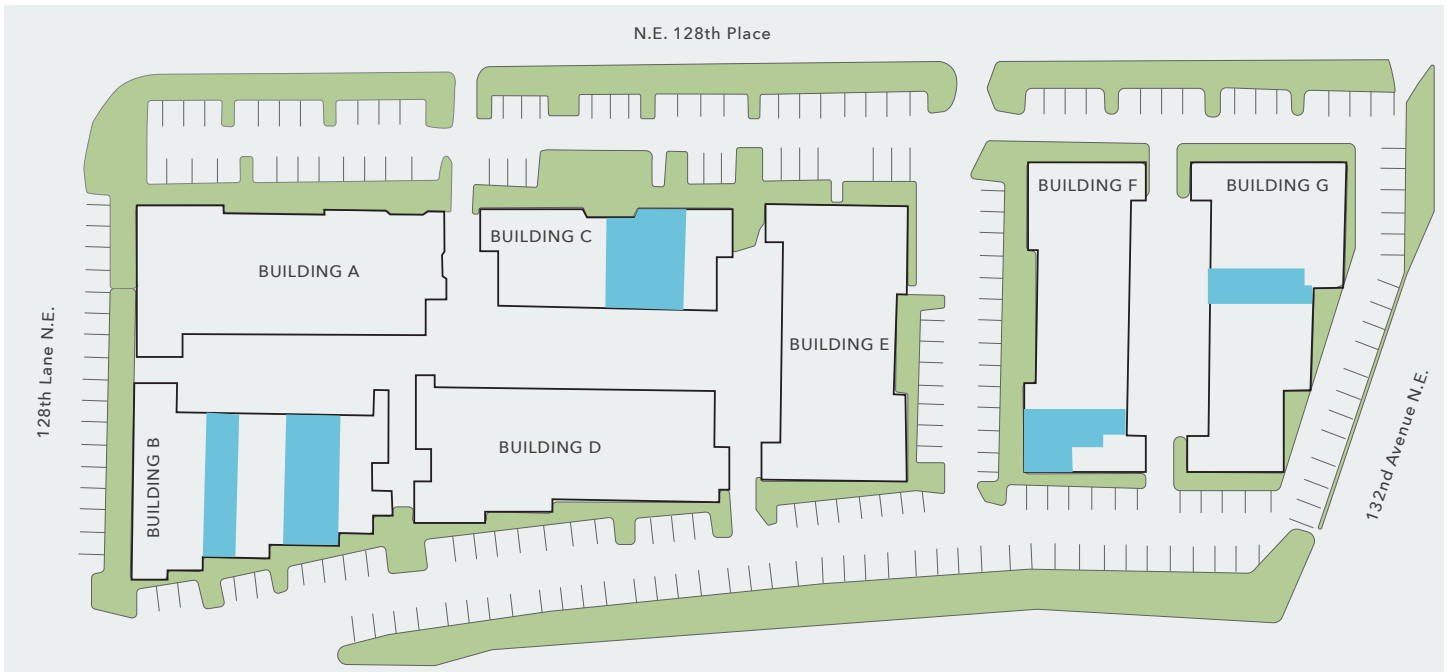 N.E. 128th Place
BUILDING F
BUILDING G
BUILDING C
BUILDING A
BUILDING E
128th Lane N.E.
132nd Avenue N.E.
BUILDING D
BUILDING B